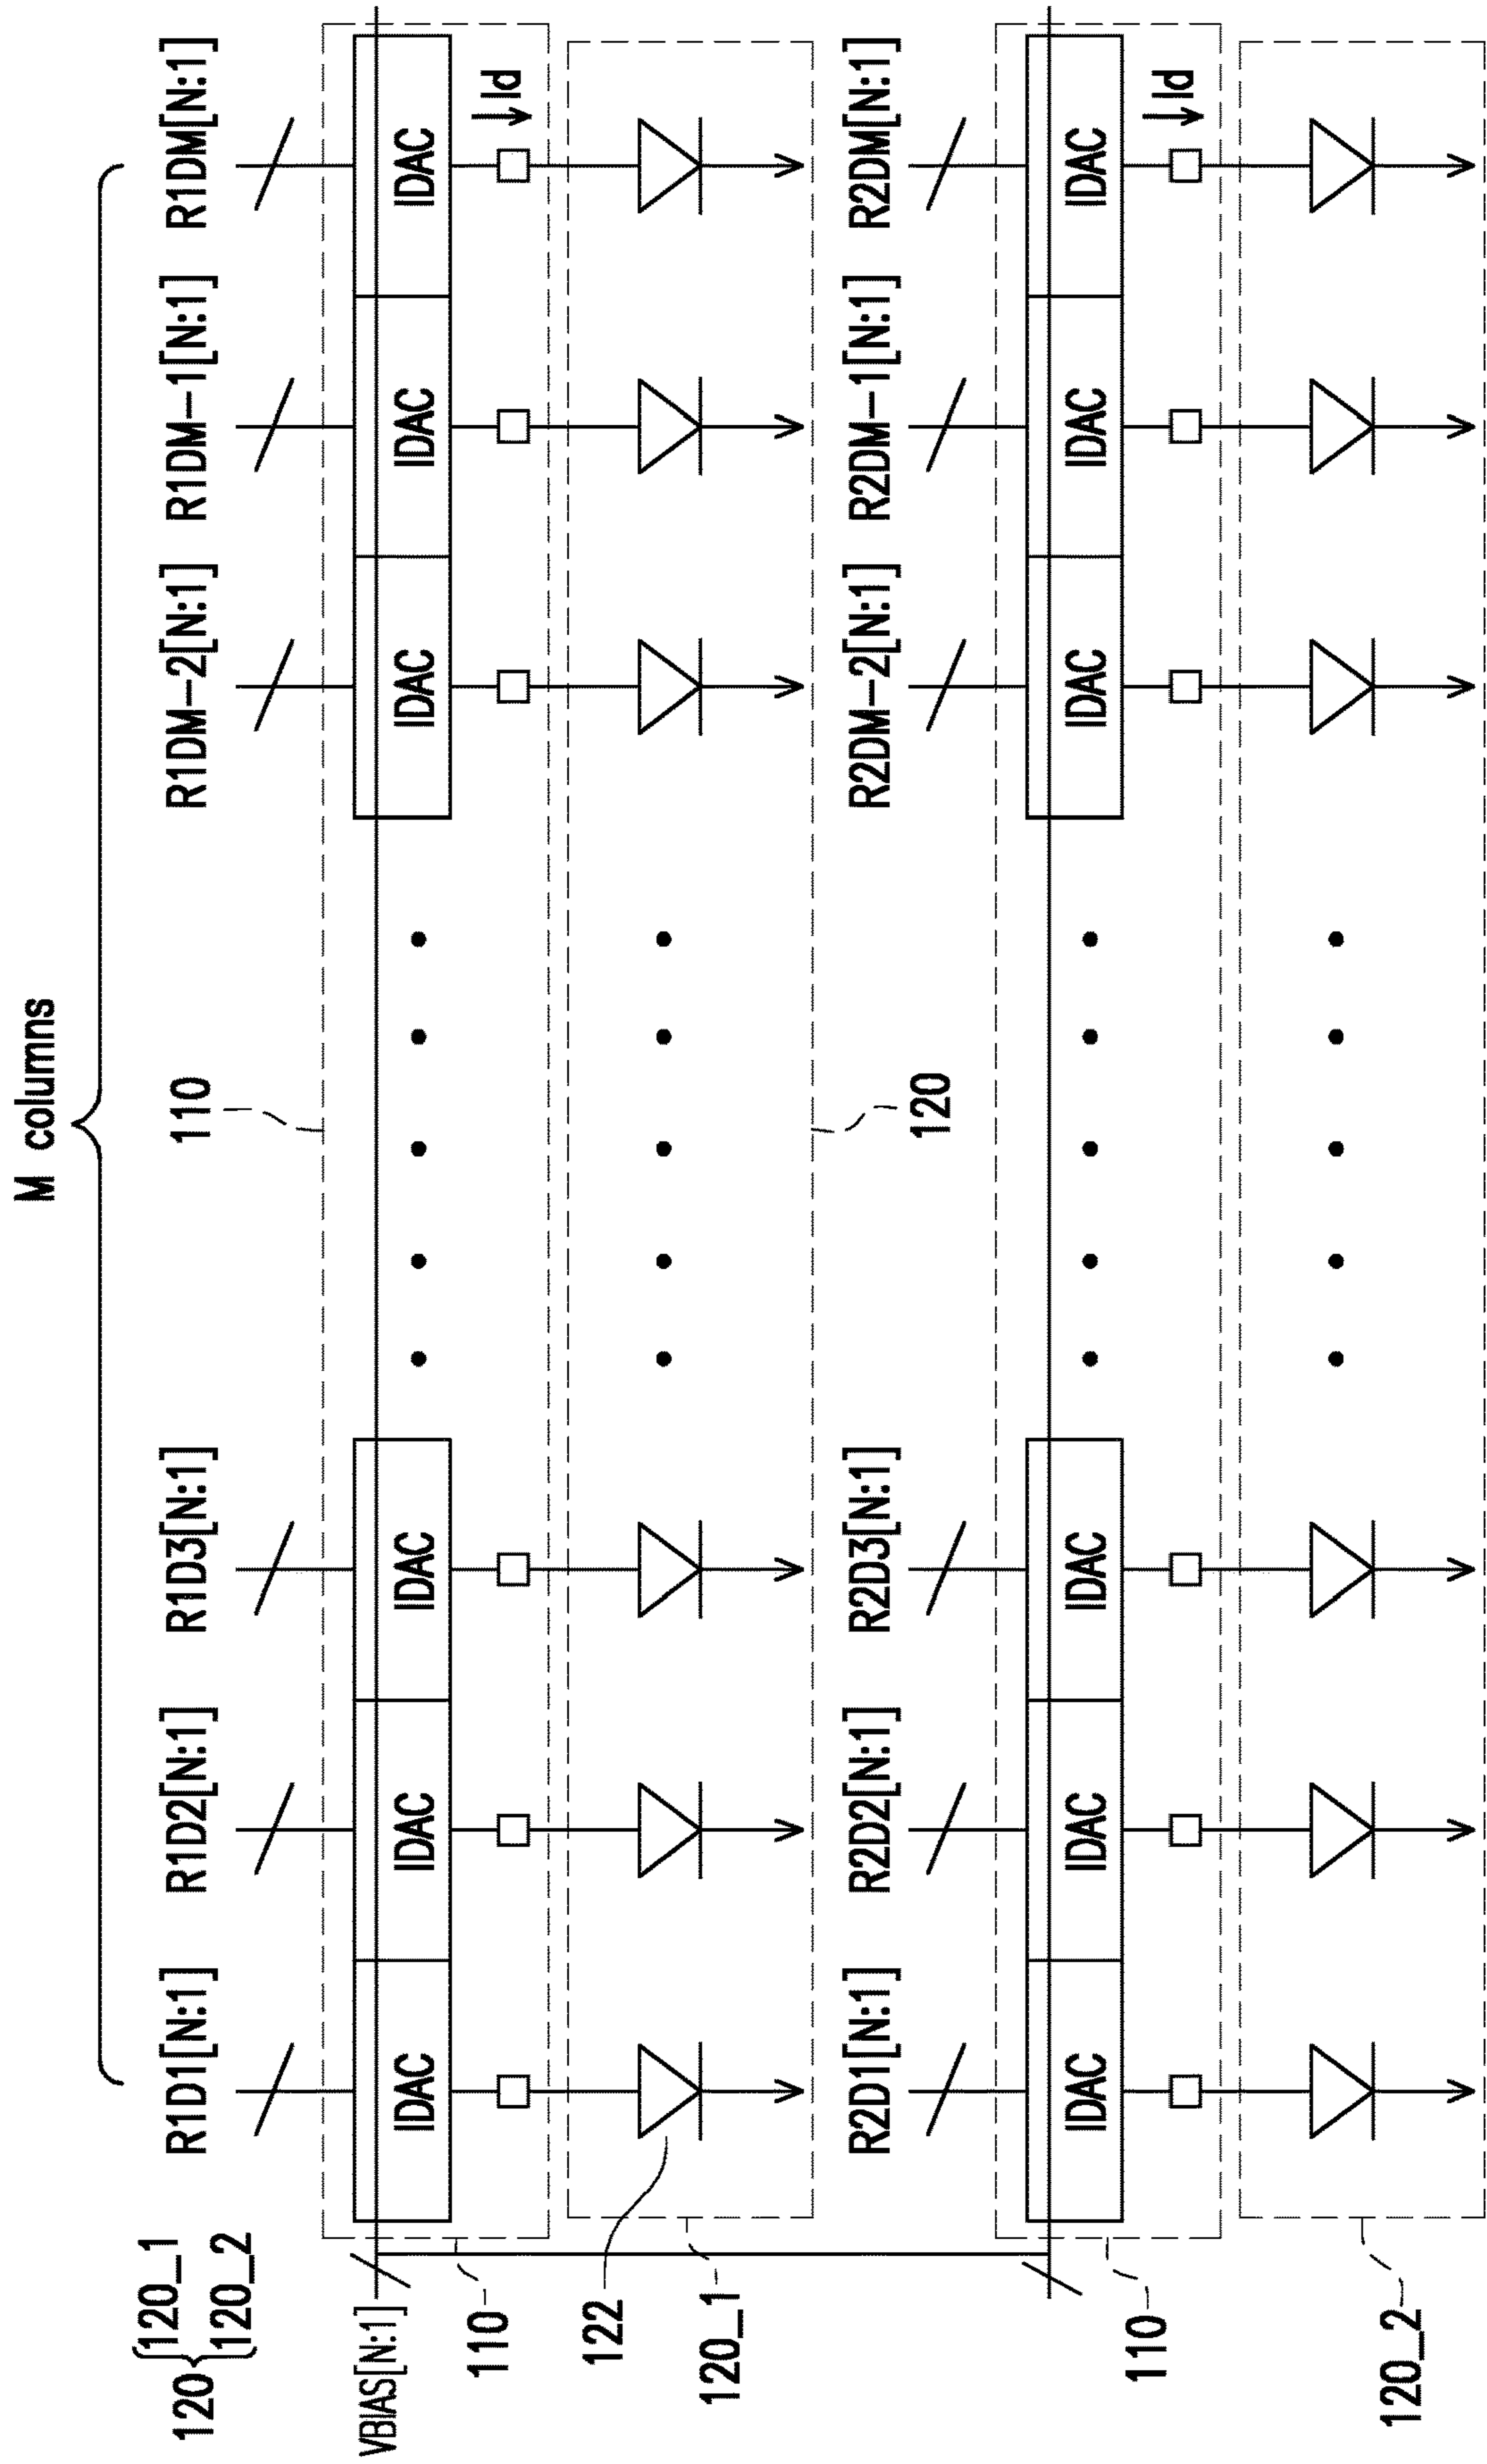 M columns
110
R1D1[N:1] R1D2[N:1] R1D3[N:1] R1DM-2[N:1] R1DM-1[N:1] R1DM[N:1]
120 { 120_1
120_2
VBIAS[N:1]
IDAC IDAC IDAC IDAC IDAC IDAC
110
Id
122
120_1
120
R2D1[N:1] R2D2[N:1] R2D3[N:1] R2DM-2[N:1] R2DM-1[N:1] R2DM[N:1]
IDAC IDAC IDAC IDAC IDAC IDAC
110
Id
120_2